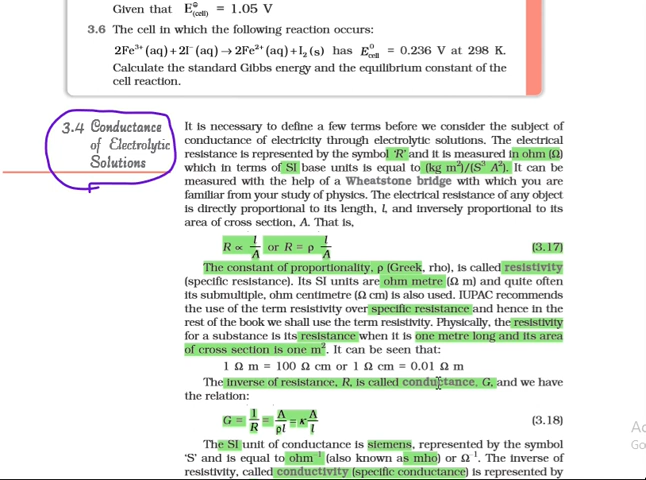 Given that E⊖(cell) = 1.05 V
3.6 The cell in which the following reaction occurs:
2Fe³⁺(aq)+2I⁻(aq)→2Fe²⁺(aq)+I₂(s) has E⁰cell = 0.236 V at 298 K.
Calculate the standard Gibbs energy and the equilibrium constant of the
cell reaction.
3.4 Conductance
of Electrolytic
Solutions
It is necessary to define a few terms before we consider the subject of
conductance of electricity through electrolytic solutions. The electrical
resistance is represented by the symbol 'R' and it is measured in ohm (Ω)
which in terms of SI base units is equal to (kg m²)/(S³ A²). It can be
measured with the help of a Wheatstone bridge with which you are
familiar from your study of physics. The electrical resistance of any object
is directly proportional to its length, l, and inversely proportional to its
area of cross section, A. That is,
R ∝ l/A or R = ρ l/A (3.17)
The constant of proportionality, ρ (Greek, rho), is called resistivity
(specific resistance). Its SI units are ohm metre (Ω m) and quite often
its submultiple, ohm centimetre (Ω cm) is also used. IUPAC recommends
the use of the term resistivity over specific resistance and hence in the
rest of the book we shall use the term resistivity. Physically, the resistivity
for a substance is its resistance when it is one metre long and its area
of cross section is one m². It can be seen that:
1 Ω m = 100 Ω cm or 1 Ω cm = 0.01 Ω m
The inverse of resistance, R, is called conductance, G, and we have
the relation:
G = 1/R = A/ρl = κ A/l (3.18)
The SI unit of conductance is siemens, represented by the symbol
'S' and is equal to ohm⁻¹ (also known as mho) or Ω⁻¹. The inverse of
resistivity, called conductivity (specific conductance) is represented by
Ac
Go